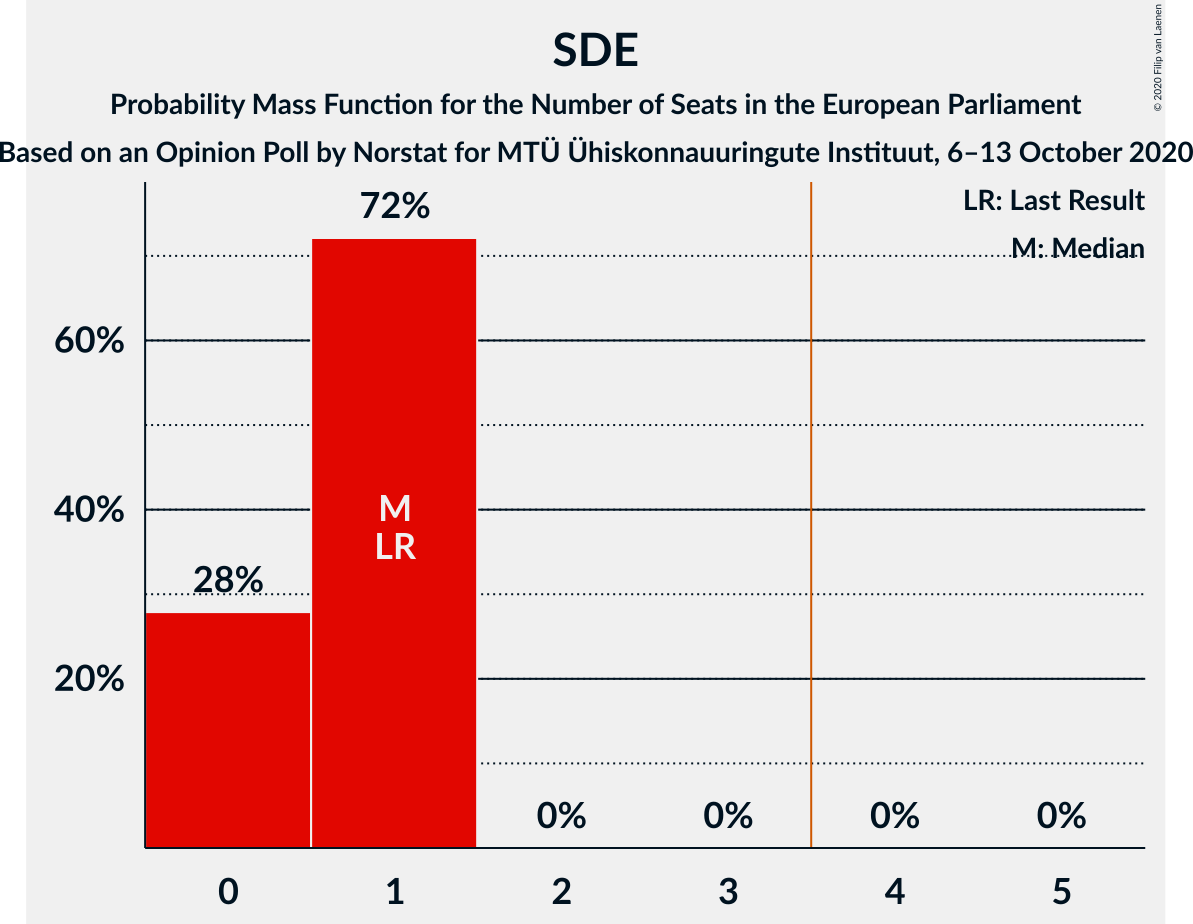 SDE
Probability Mass Function for the Number of Seats in the European Parliament
Based on an Opinion Poll by Norstat for MTÜ Ühiskonnauuringute Instituut, 6–13 October 2020
© 2020 Filip van Laenen
LR: Last Result
M: Median
72%
60%
40%
M
LR
28%
20%
0% 0% 0% 0%
0 1 2 3 4 5